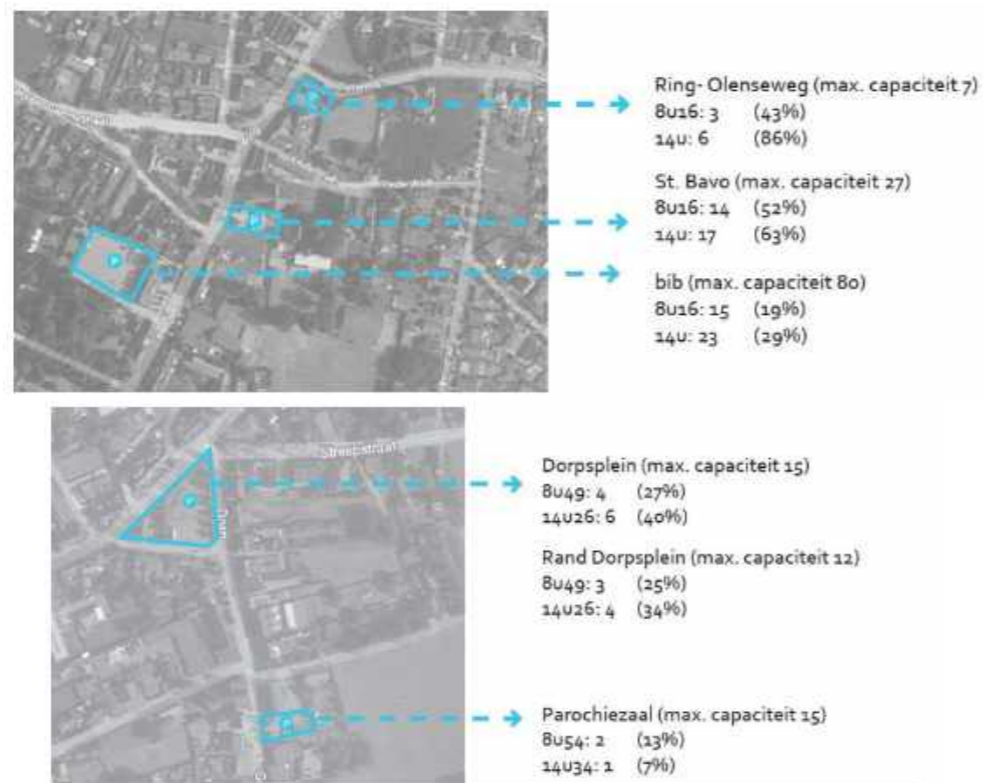 Ring- Olenseweg (max. capaciteit 7)
8u16: 3 (43%)
14u: 6 (86%)
St. Bavo (max. capaciteit 27)
8u16: 14 (52%)
14u: 17 (63%)
bib (max. capaciteit 80)
8u16: 15 (19%)
14u: 23 (29%)
Streepstraat
Dorp
Dorpsplein (max. capaciteit 15)
8u49: 4 (27%)
14u26: 6 (40%)
Rand Dorpsplein (max. capaciteit 12)
8u49: 3 (25%)
14u26: 4 (34%)
Parochiezaal (max. capaciteit 15)
8u54: 2 (13%)
14u34: 1 (7%)